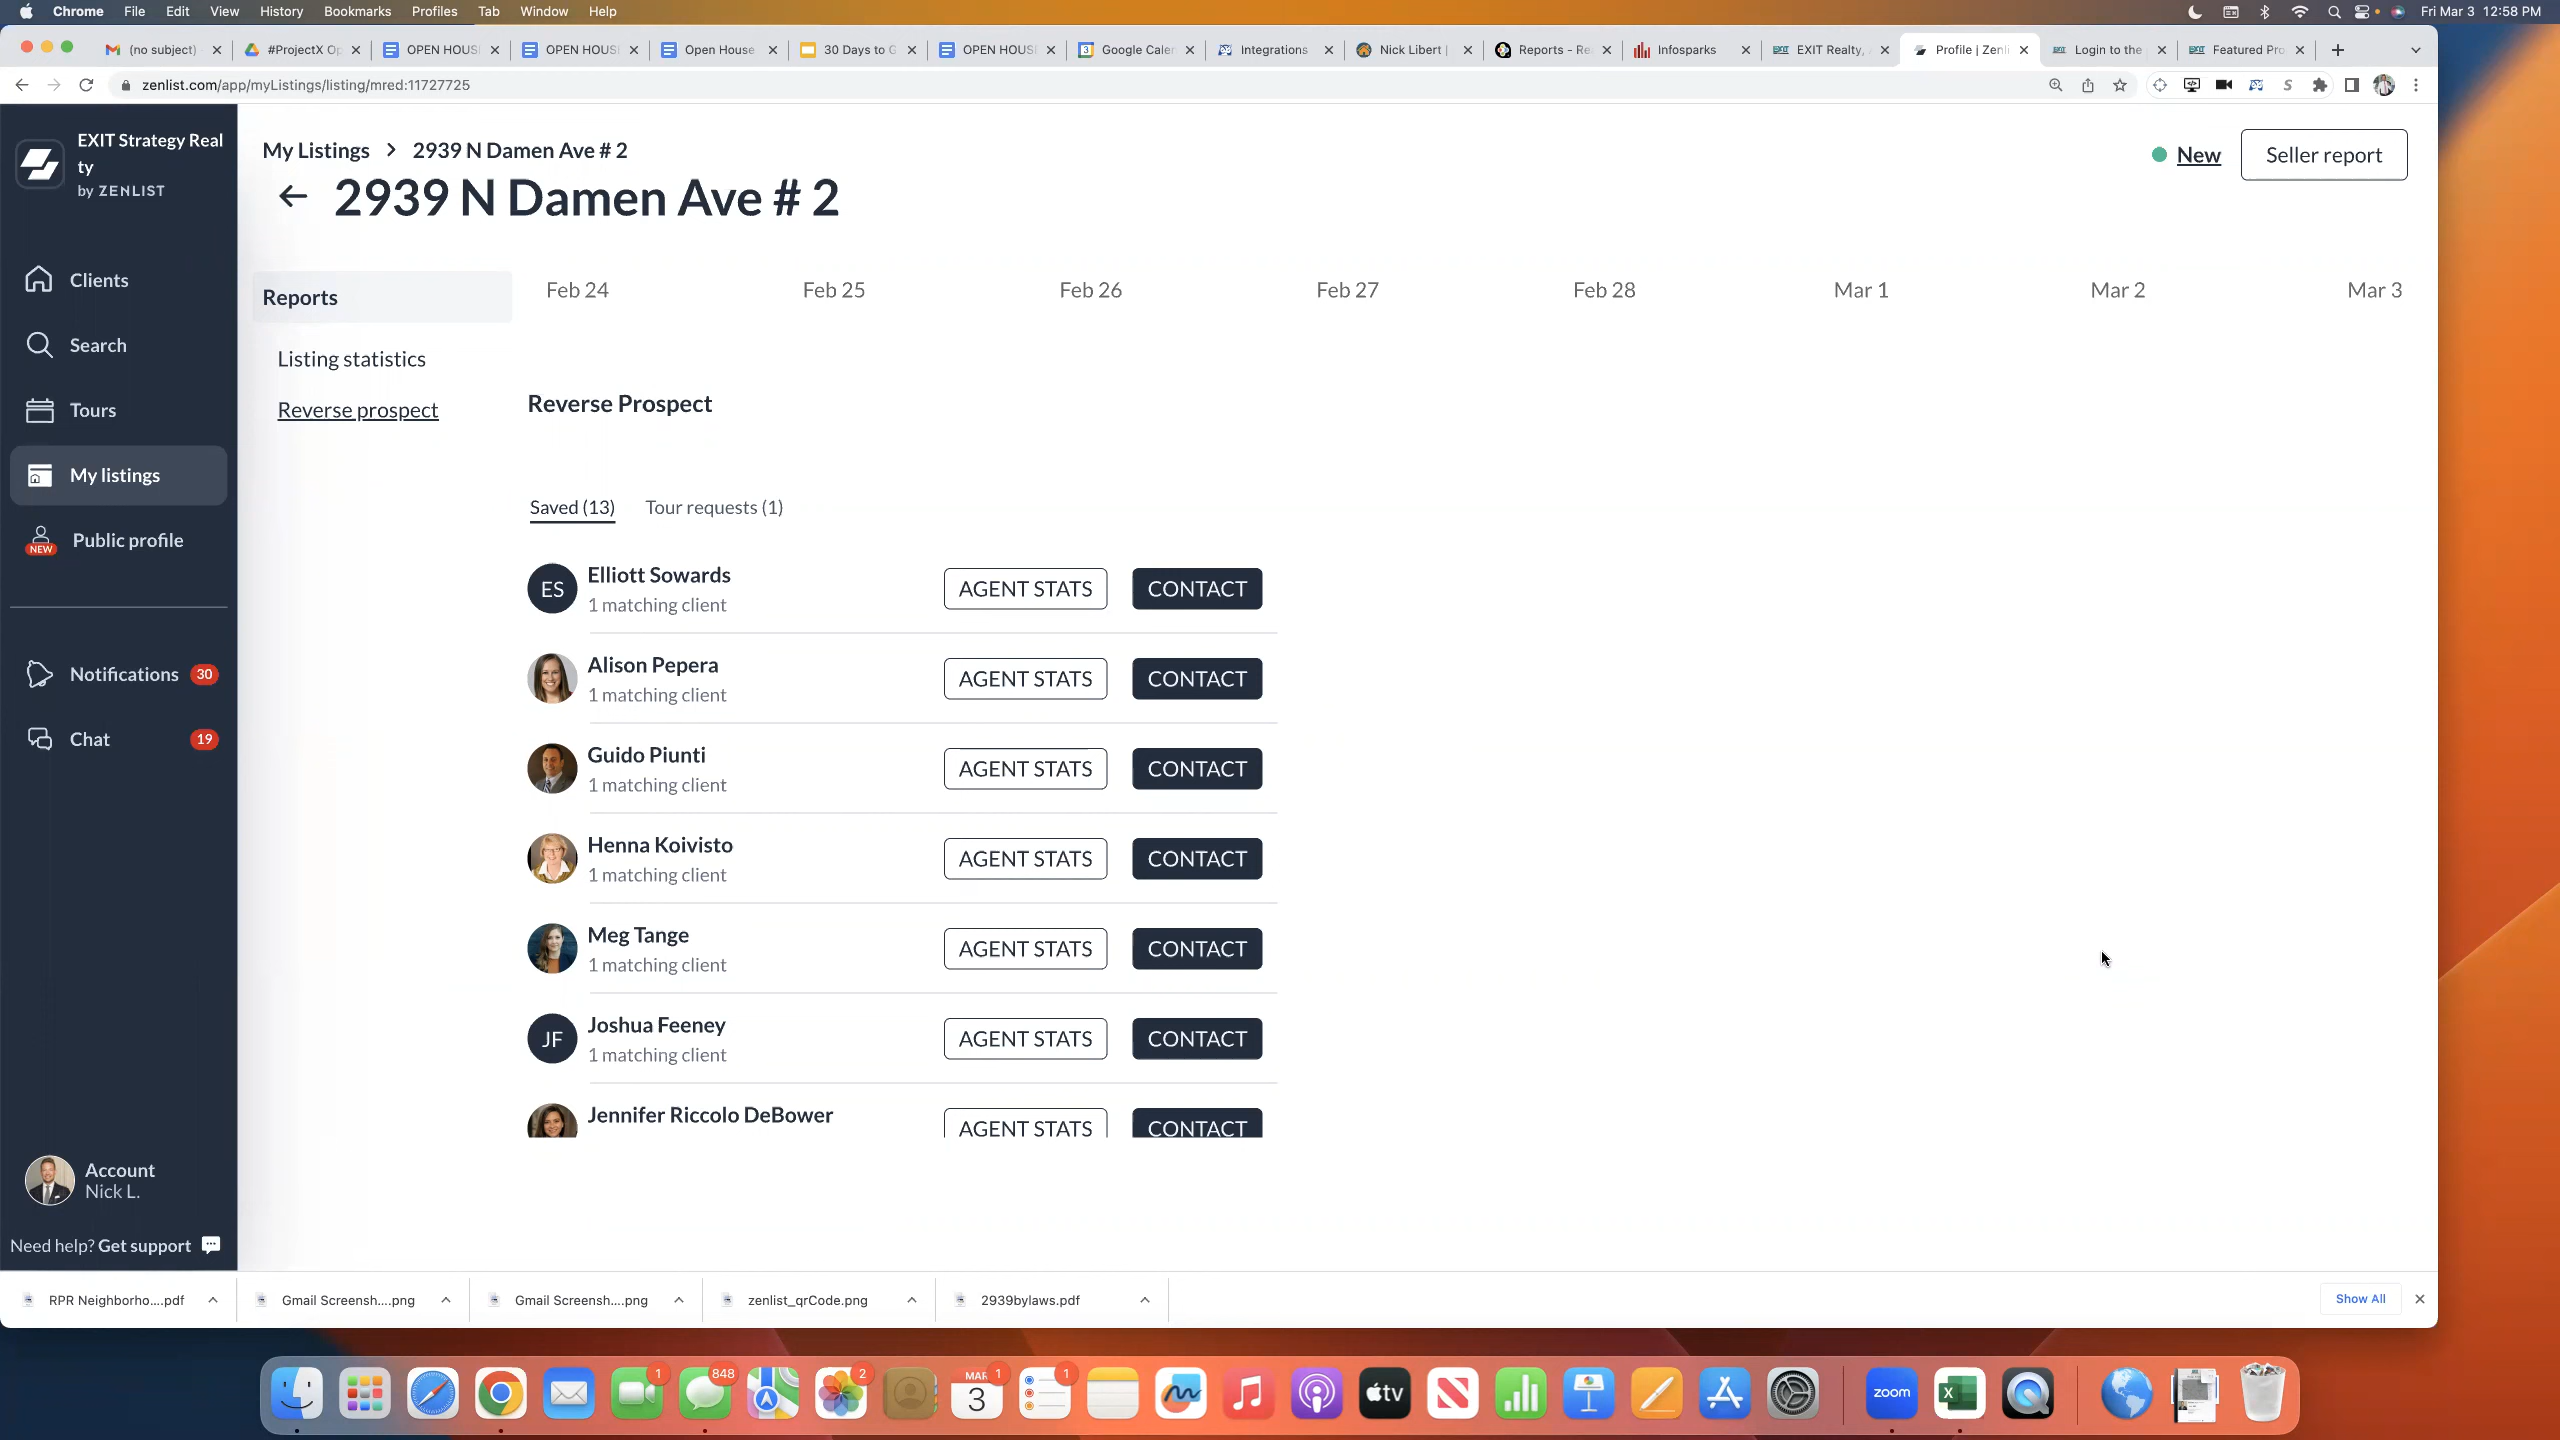 Chrome File Edit View History Bookmarks Profiles Tab Window Help
Fri Mar 3 12:58 PM
(no subject)
#ProjectX Op
OPEN HOUS
OPEN HOUS
Open House
30 Days to G
OPEN HOUS
Google Caler
Integrations
Nick Libert |
Reports - Re
Infosparks
EXIT Realty,
Profile | Zenli
Login to the
Featured Pro
zenlist.com/app/myListings/listing/mred:11727725
EXIT Strategy Real
ty
by ZENLIST
Clients
Search
Tours
My listings
NEW
Public profile
Notifications 30
Chat 19
Account
Nick L.
Need help? Get support
My Listings > 2939 N Damen Ave # 2
2939 N Damen Ave # 2
New
Seller report
Reports
Listing statistics
Reverse prospect
Feb 24 Feb 25 Feb 26 Feb 27 Feb 28 Mar 1 Mar 2 Mar 3
Reverse Prospect
Saved (13) Tour requests (1)
ES
Elliott Sowards
1 matching client
AGENT STATS CONTACT
Alison Pepera
1 matching client
AGENT STATS CONTACT
Guido Piunti
1 matching client
AGENT STATS CONTACT
Henna Koivisto
1 matching client
AGENT STATS CONTACT
Meg Tange
1 matching client
AGENT STATS CONTACT
JF
Joshua Feeney
1 matching client
AGENT STATS CONTACT
Jennifer Riccolo DeBower
AGENT STATS CONTACT
RPR Neighborho....pdf
Gmail Screensh....png
Gmail Screensh....png
zenlist_qrCode.png
2939bylaws.pdf
Show All
1
848
2
MAR
3
1
1
tv
zoom
X